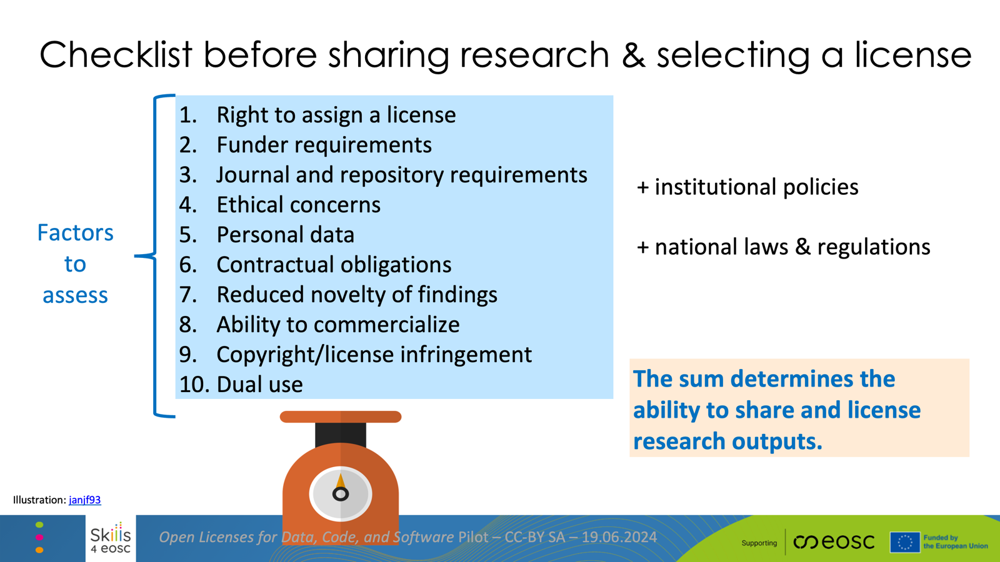 Checklist before sharing research & selecting a license
Factors
to
assess
1. Right to assign a license
2. Funder requirements
3. Journal and repository requirements
4. Ethical concerns
5. Personal data
6. Contractual obligations
7. Reduced novelty of findings
8. Ability to commercialize
9. Copyright/license infringement
10. Dual use
+ institutional policies
+ national laws & regulations
The sum determines the
ability to share and license
research outputs.
Illustration: janjf93
Skills
4 eosc
Open Licenses for Data, Code, and Software Pilot – CC-BY SA – 19.06.2024
Supporting
eosc
Funded by
the European Union